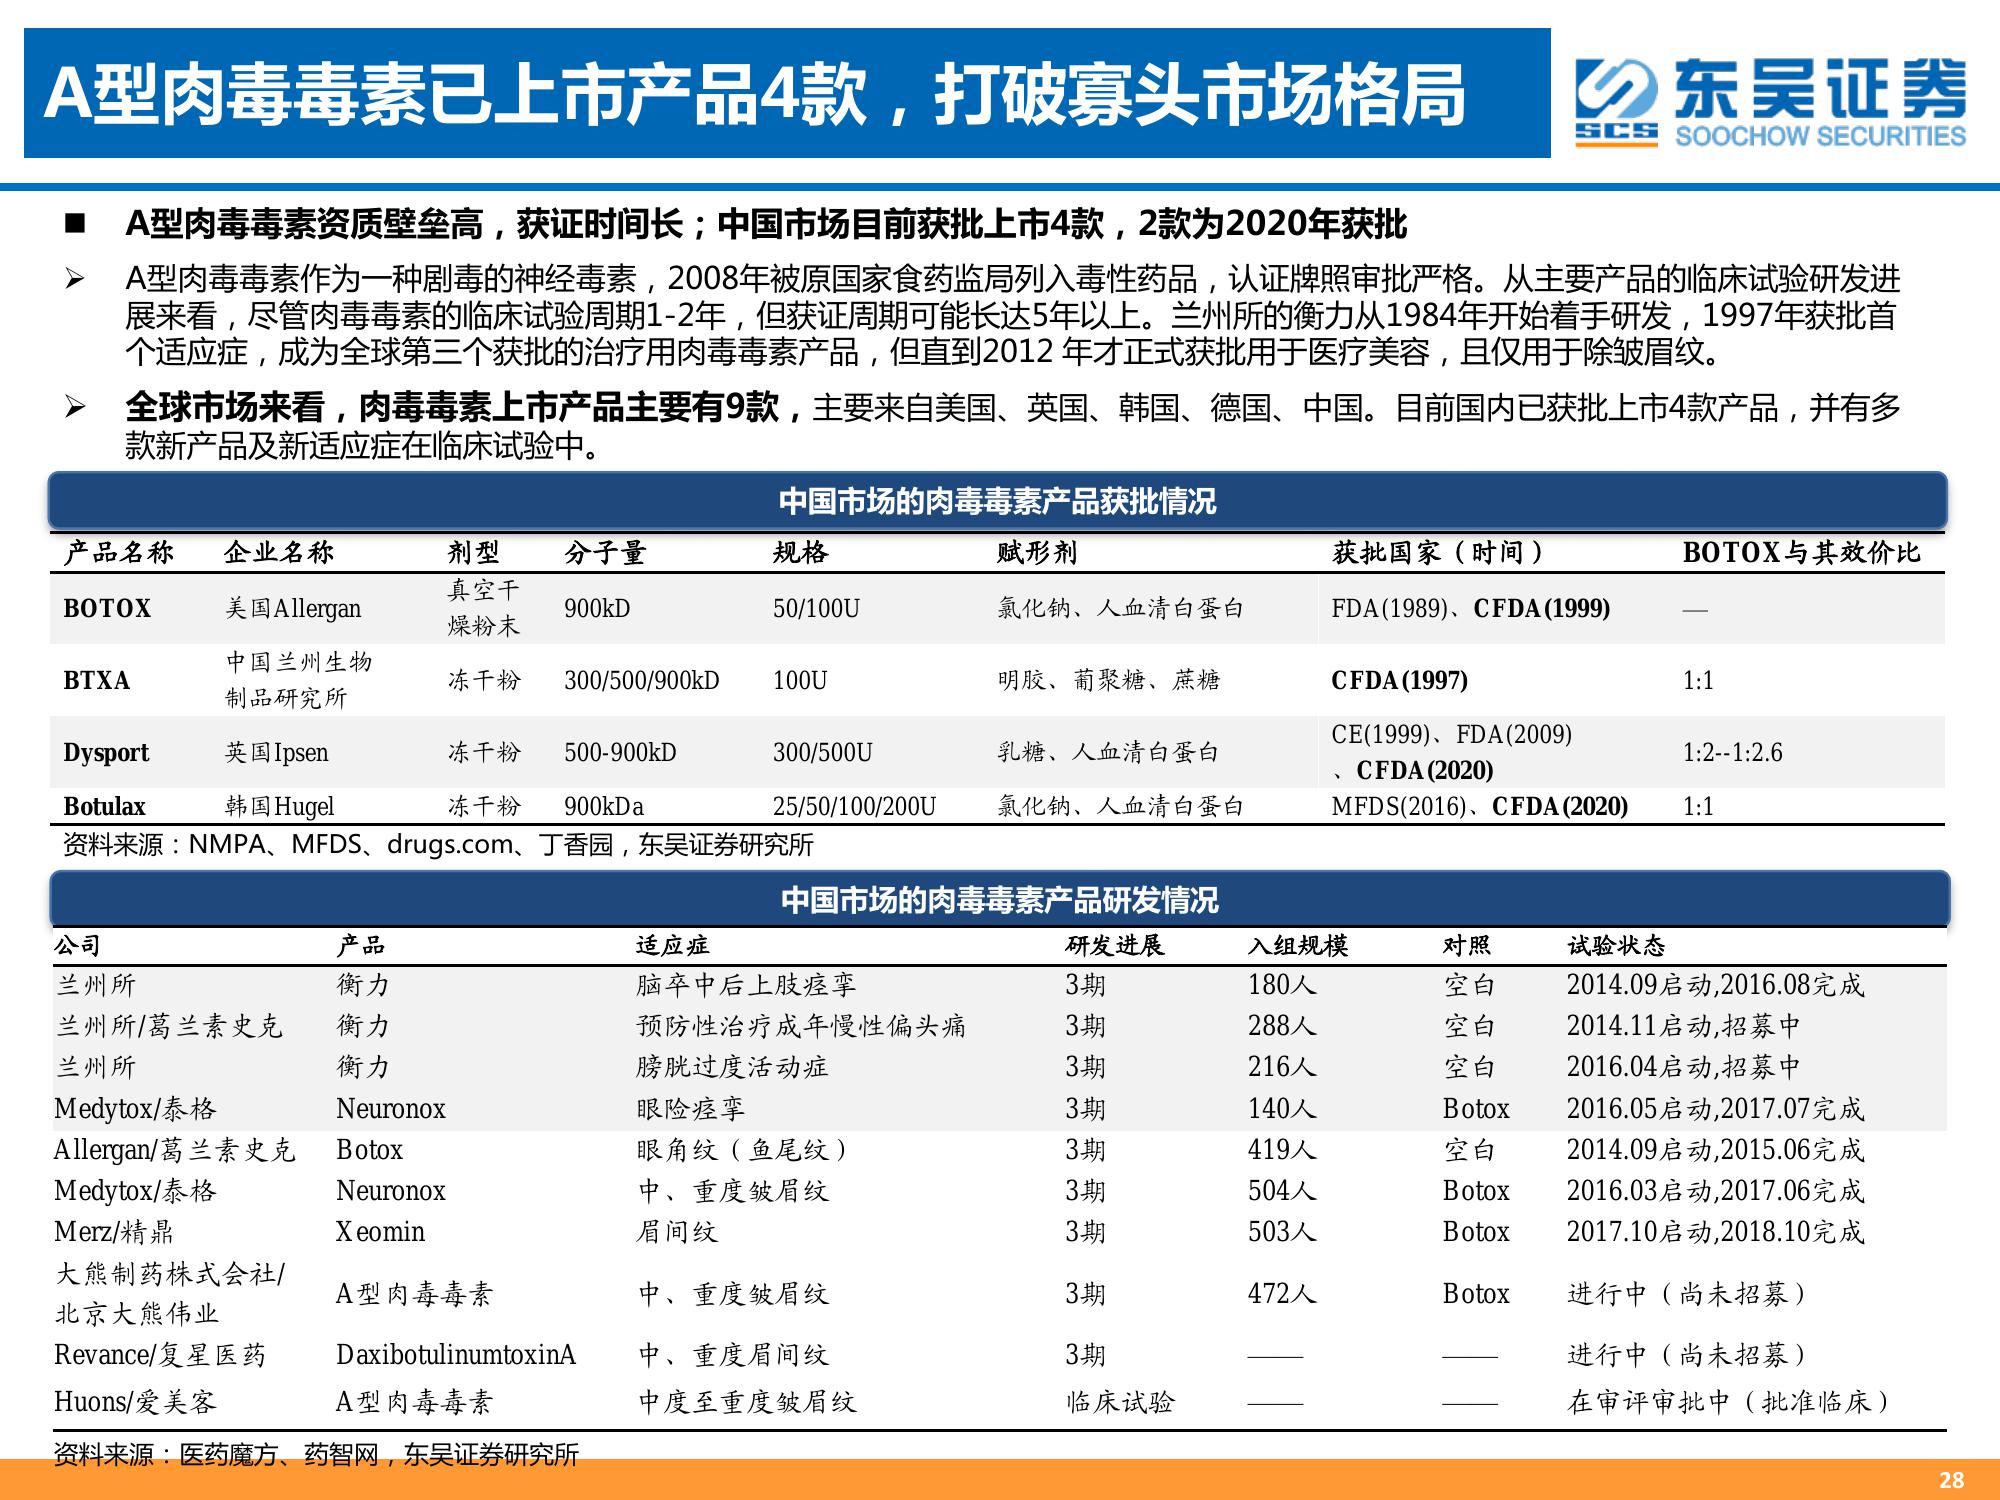 A型肉毒毒素已上市产品4款，打破寡头市场格局
东吴证券
SCS
SOOCHOW SECURITIES
■ A型肉毒毒素资质壁垒高，获证时间长；中国市场目前获批上市4款，2款为2020年获批
➢ A型肉毒毒素作为一种剧毒的神经毒素，2008年被原国家食药监局列入毒性药品，认证牌照审批严格。从主要产品的临床试验研发进
展来看，尽管肉毒毒素的临床试验周期1-2年，但获证周期可能长达5年以上。兰州所的衡力从1984年开始着手研发，1997年获批首
个适应症，成为全球第三个获批的治疗用肉毒毒素产品，但直到2012 年才正式获批用于医疗美容，且仅用于除皱眉纹。
➢ 全球市场来看，肉毒毒素上市产品主要有9款，主要来自美国、英国、韩国、德国、中国。目前国内已获批上市4款产品，并有多
款新产品及新适应症在临床试验中。
中国市场的肉毒毒素产品获批情况
产品名称 企业名称 剂型 分子量 规格 赋形剂 获批国家（时间） BOTOX与其效价比
BOTOX 美国Allergan 真空干燥粉末 900kD 50/100U 氯化钠、人血清白蛋白 FDA(1989)、CFDA(1999) —
BTXA 中国兰州生物制品研究所 冻干粉 300/500/900kD 100U 明胶、葡聚糖、蔗糖 CFDA(1997) 1:1
Dysport 英国Ipsen 冻干粉 500-900kD 300/500U 乳糖、人血清白蛋白 CE(1999)、FDA(2009)、CFDA(2020) 1:2--1:2.6
Botulax 韩国Hugel 冻干粉 900kDa 25/50/100/200U 氯化钠、人血清白蛋白 MFDS(2016)、CFDA(2020) 1:1
资料来源：NMPA、MFDS、drugs.com、丁香园，东吴证券研究所
中国市场的肉毒毒素产品研发情况
公司 产品 适应症 研发进展 入组规模 对照 试验状态
兰州所 衡力 脑卒中后上肢痉挛 3期 180人 空白 2014.09启动,2016.08完成
兰州所/葛兰素史克 衡力 预防性治疗成年慢性偏头痛 3期 288人 空白 2014.11启动,招募中
兰州所 衡力 膀胱过度活动症 3期 216人 空白 2016.04启动,招募中
Medytox/泰格 Neuronox 眼险痉挛 3期 140人 Botox 2016.05启动,2017.07完成
Allergan/葛兰素史克 Botox 眼角纹（鱼尾纹） 3期 419人 空白 2014.09启动,2015.06完成
Medytox/泰格 Neuronox 中、重度皱眉纹 3期 504人 Botox 2016.03启动,2017.06完成
Merz/精鼎 Xeomin 眉间纹 3期 503人 Botox 2017.10启动,2018.10完成
大熊制药株式会社/北京大熊伟业 A型肉毒毒素 中、重度皱眉纹 3期 472人 Botox 进行中（尚未招募）
Revance/复星医药 DaxibotulinumtoxinA 中、重度眉间纹 3期 —— —— 进行中（尚未招募）
Huons/爱美客 A型肉毒毒素 中度至重度皱眉纹 临床试验 —— —— 在审评审批中（批准临床）
资料来源：医药魔方、药智网，东吴证券研究所
28